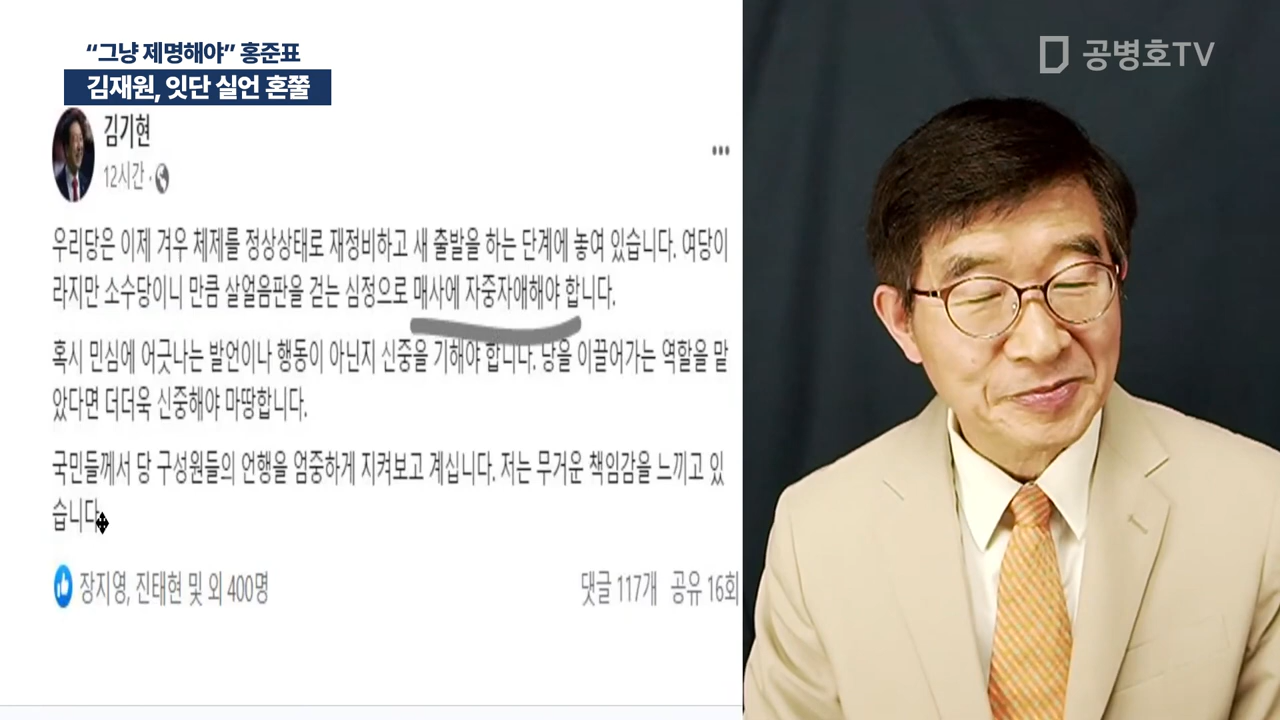 “그냥 제명해야” 홍준표
김재원, 잇단 실언 혼쭐
공병호TV
김기현
12시간 ·
우리당은 이제 겨우 체제를 정상상태로 재정비하고 새 출발을 하는 단계에 놓여 있습니다. 여당이
라지만 소수당이니 만큼 살얼음판을 걷는 심정으로 매사에 자중자애해야 합니다.
혹시 민심에 어긋나는 발언이나 행동이 아닌지 신중을 기해야 합니다. 당을 이끌어가는 역할을 맡
았다면 더더욱 신중해야 마땅합니다.
국민들께서 당 구성원들의 언행을 엄중하게 지켜보고 계십니다. 저는 무거운 책임감을 느끼고 있
습니다.
장지영, 진태현 및 외 400명
댓글 117개 공유 16회